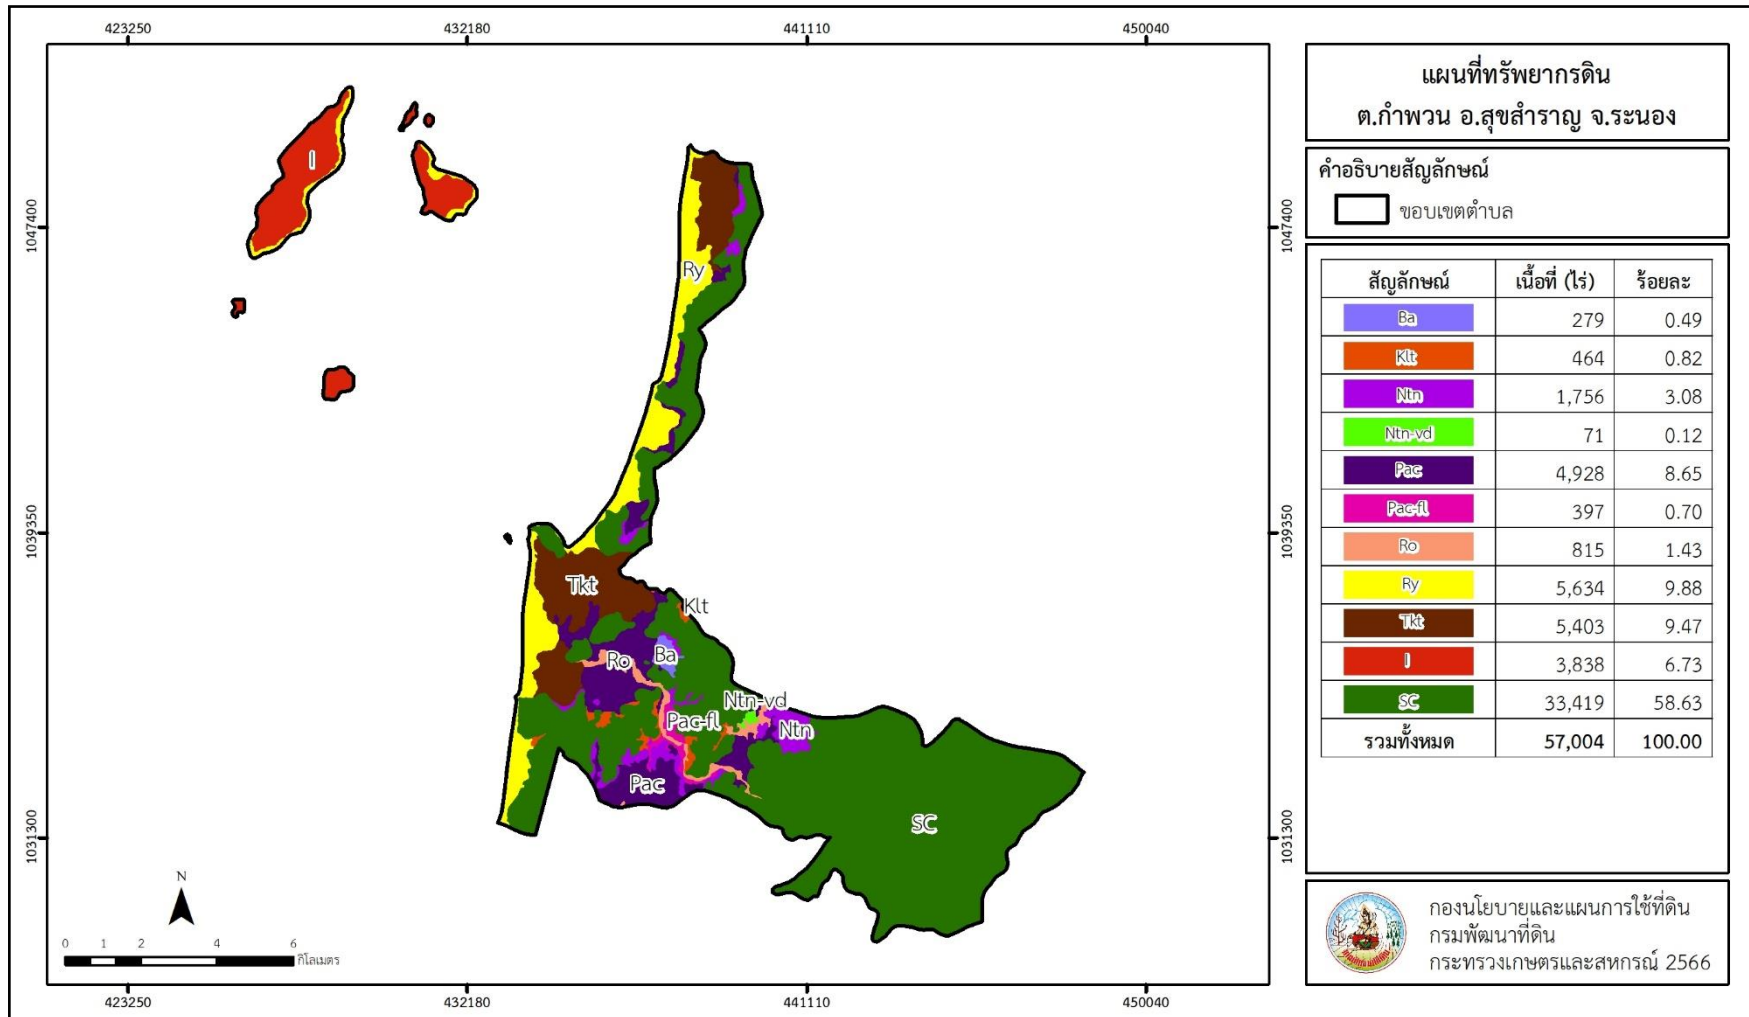 423250 432180 441110 450040
1047400 1047400
1039350 1039350
1031300 1031300
I
Ry
Tkt
Klt
Ro
Ba
Ntn-vd
Pac-fl
Ntn
Pac
SC
N
0 1 2 4 6
กิโลเมตร
423250 432180 441110 450040
แผนที่ทรัพยากรดิน
ต.กำพวน อ.สุขสำราญ จ.ระนอง
คำอธิบายสัญลักษณ์
ขอบเขตตำบล
สัญลักษณ์ เนื้อที่ (ไร่) ร้อยละ
Ba 279 0.49
Klt 464 0.82
Ntn 1,756 3.08
Ntn-vd 71 0.12
Pac 4,928 8.65
Pac-fl 397 0.70
Ro 815 1.43
Ry 5,634 9.88
Tkt 5,403 9.47
I 3,838 6.73
SC 33,419 58.63
รวมทั้งหมด 57,004 100.00
กองนโยบายและแผนการใช้ที่ดิน
กรมพัฒนาที่ดิน
กระทรวงเกษตรและสหกรณ์ 2566